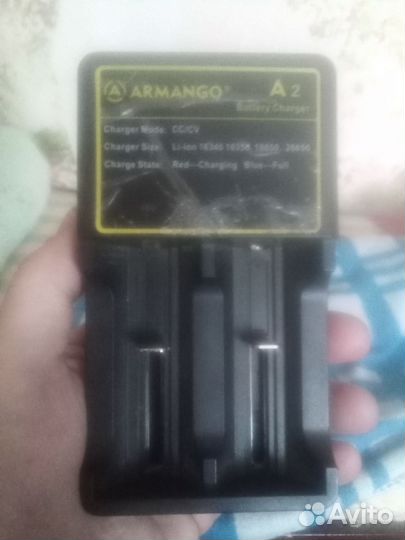 ARMANGO® A2
Battery Charger
Charger Mode: CC/CV
Charger Size: Li-ion 16340 18350 18650 26650
Charge State: Red---Charging Blue---Full
Avito